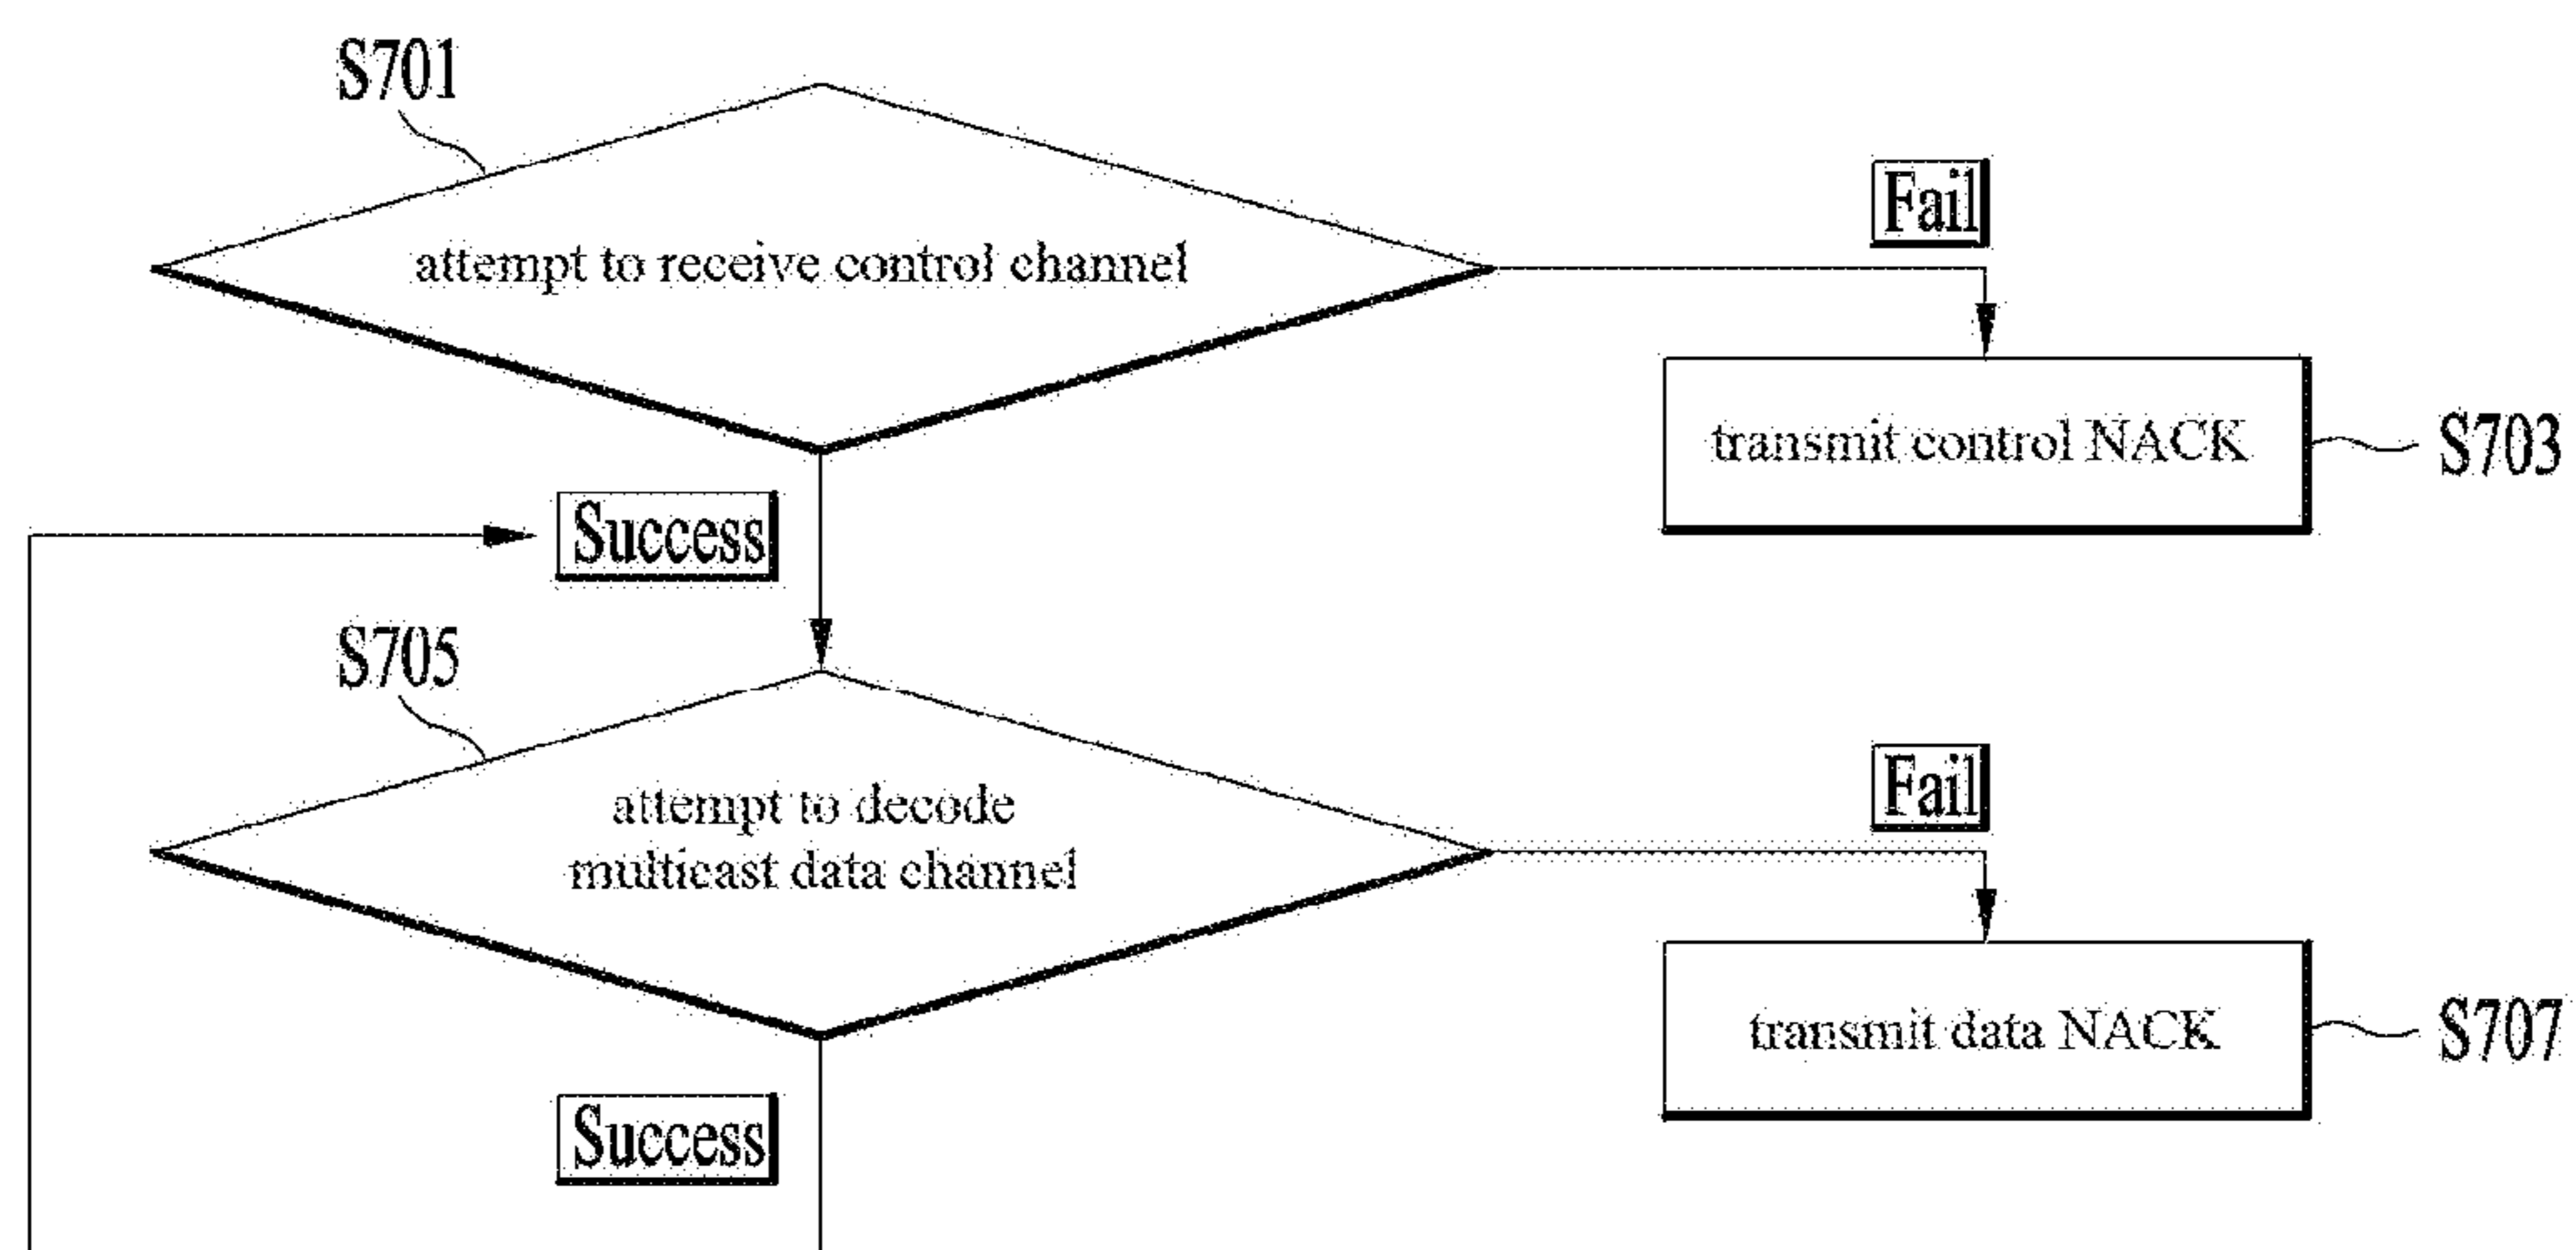 S701
Fail
attempt to receive control channel
transmit control NACK
S703
Success
S705
Fail
attempt to decode
multicast data channel
transmit data NACK
S707
Success